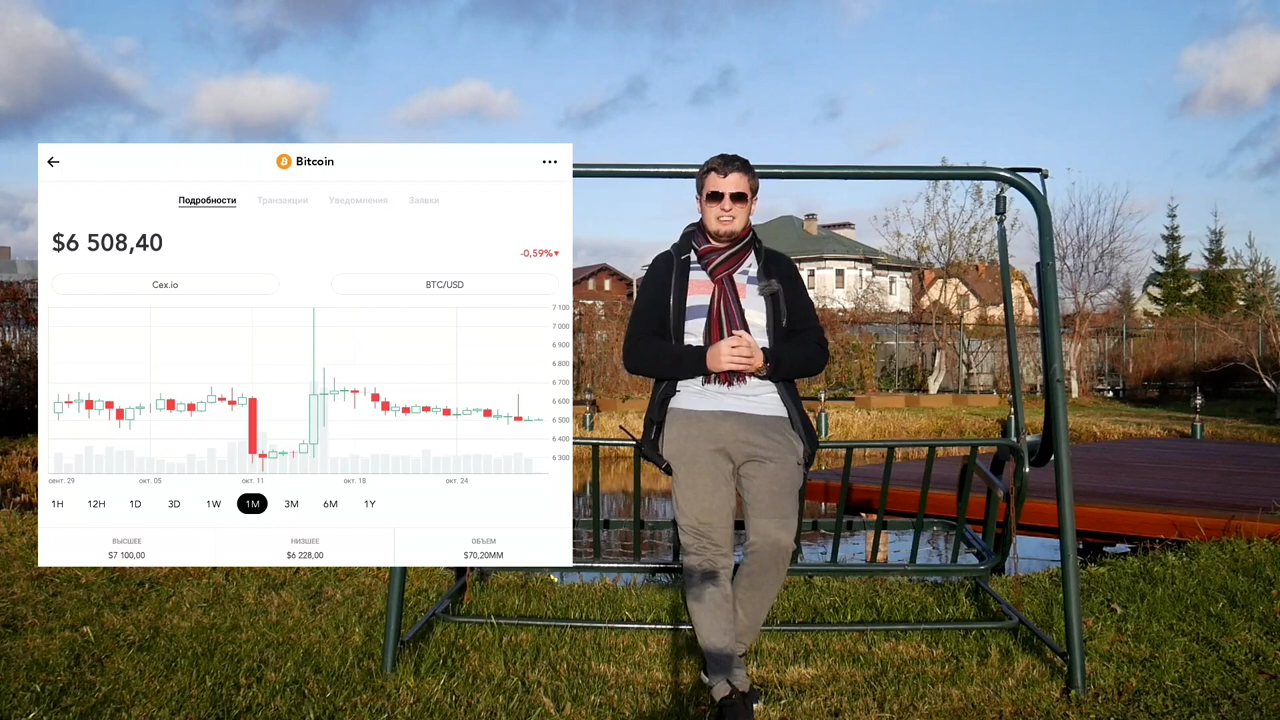 Bitcoin
Подробности Транзакции Уведомления Заявки
$6 508,40
-0,59%
Cex.io BTC/USD
7 100
7 000
6 900
6 800
6 700
6 600
6 500
6 400
6 300
сент. 29 окт. 05 окт. 11 окт. 18 окт. 24
1H 12H 1D 3D 1W 1M 3M 6M 1Y
ВЫСШЕЕ НИЗШЕЕ ОБЪЕМ
$7 100,00 $6 228,00 $70,20MM